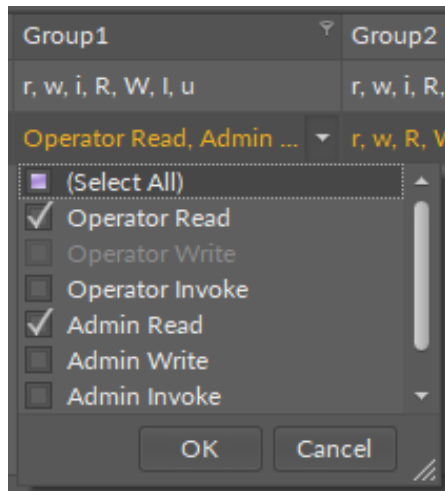 Group1 Group2
r, w, i, R, W, I, u r, w, i, R,
Operator Read, Admin ... r, w, R, W
(Select All)
Operator Read
Operator Write
Operator Invoke
Admin Read
Admin Write
Admin Invoke
OK Cancel